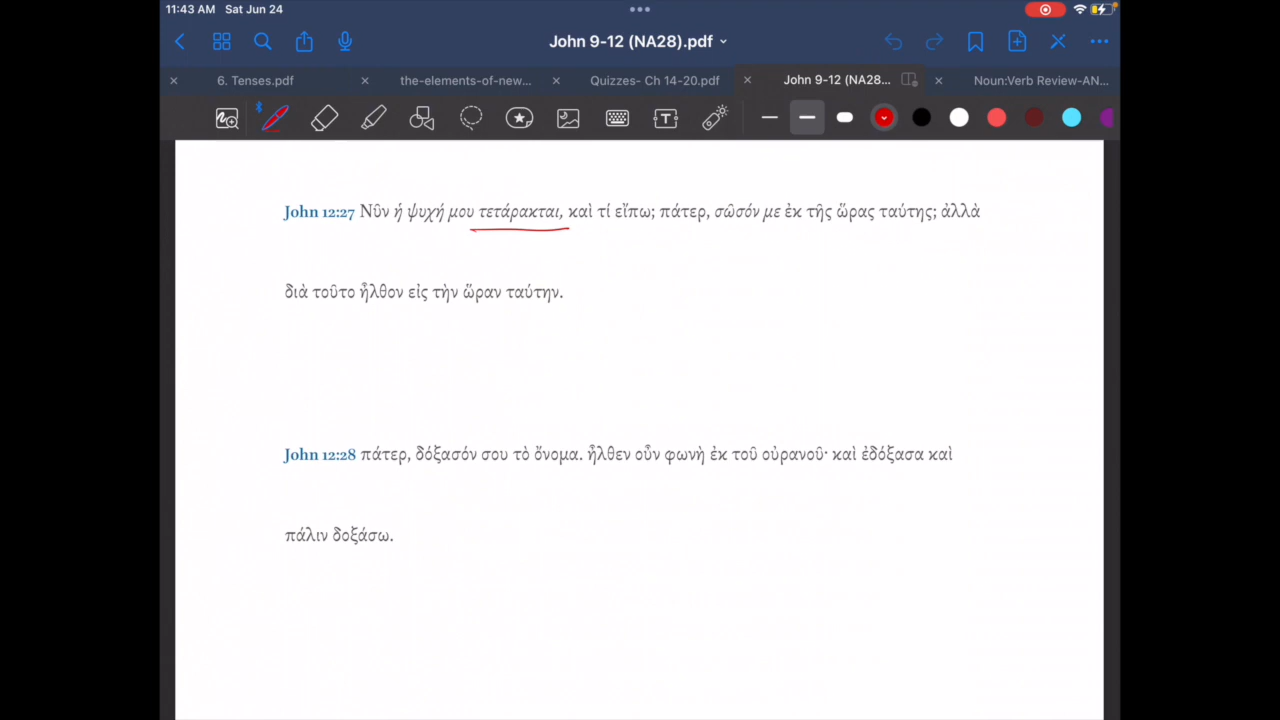 11:43 AM Sat Jun 24
John 9-12 (NA28).pdf
6. Tenses.pdf the-elements-of-new... Quizzes- Ch 14-20.pdf John 9-12 (NA28... Noun:Verb Review-AN...
John 12:27 Νῦν ἡ ψυχή μου τετάρακται, καὶ τί εἴπω; πάτερ, σῶσόν με ἐκ τῆς ὥρας ταύτης; ἀλλὰ
διὰ τοῦτο ἦλθον εἰς τὴν ὥραν ταύτην.
John 12:28 πάτερ, δόξασόν σου τὸ ὄνομα. ἦλθεν οὖν φωνὴ ἐκ τοῦ οὐρανοῦ· καὶ ἐδόξασα καὶ
πάλιν δοξάσω.